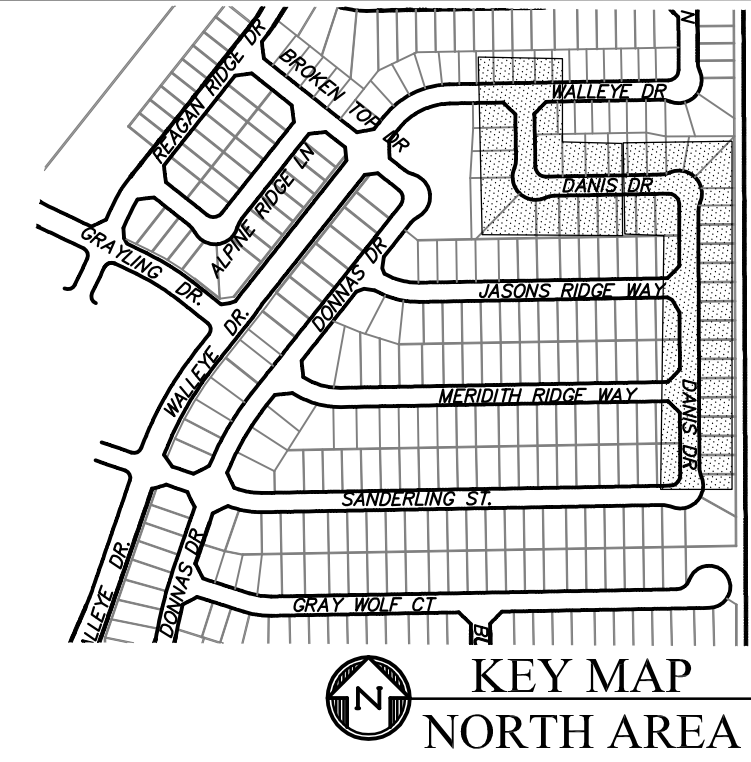 REAGAN RIDGE DR
BROKEN TOP DR
N
WALLEYE DR
ALPINE RIDGE LN
DANIS DR
GRAYLING DR.
DONNAS DR
JASONS RIDGE WAY
WALLEYE DR.
MERIDITH RIDGE WAY
DANIS DR
SANDERLING ST.
ALLEYE DR.
DONNAS DR
GRAY WOLF CT
N
KEY MAP
NORTH AREA